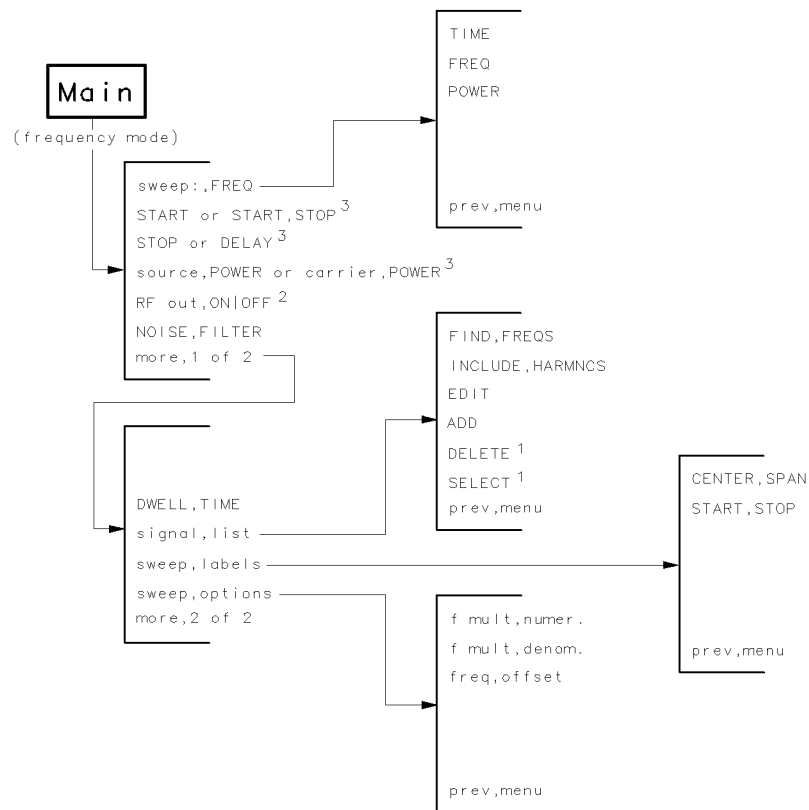 Main
(frequency mode)
sweep:,FREQ
START or START,STOP 3
STOP or DELAY 3
source,POWER or carrier,POWER 3
RF out,ON|OFF 2
NOISE,FILTER
more,1 of 2
TIME
FREQ
POWER
prev,menu
DWELL,TIME
signal,list
sweep,labels
sweep,options
more,2 of 2
FIND,FREQS
INCLUDE,HARMNCS
EDIT
ADD
DELETE 1
SELECT 1
prev,menu
CENTER,SPAN
START,STOP
prev,menu
f mult,numer.
f mult,denom.
freq,offset
prev,menu